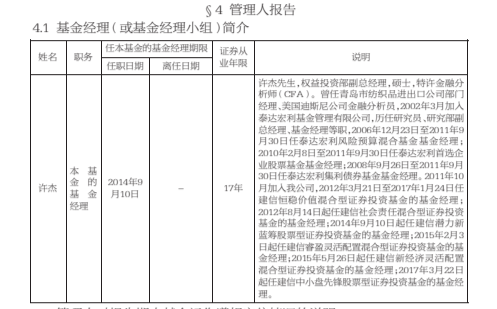 §4 管理人报告
4.1 基金经理(或基金经理小组)简介
姓名 职务 任本基金的基金经理期限 证券从业年限 说明
任职日期 离任日期
许杰 本基金的基金经理 2014年9月10日 – 17年
许杰先生,权益投资部副总经理,硕士,特许金融分
析师(CFA)。曾任青岛市纺织品进出口公司部门
经理、美国迪斯尼公司金融分析员,2002年3月加入
泰达宏利基金管理有限公司,历任研究员、研究部副
总经理、基金经理等职,2006年12月23日至2011年9
月30日任泰达宏利风险预算混合基金基金经理;
2010年2月8日至2011年9月30日任泰达宏利首选企
业股票基金基金经理;2008年9月26日至2011年9月
30日任泰达宏利集利债券基金基金经理。2011年10
月加入我公司,2012年3月21日至2017年1月24日任
建信恒稳价值混合型证券投资基金的基金经理;
2012年8月14日起任建信社会责任混合型证券投资
基金的基金经理;2014年9月10日起任建信潜力新
蓝筹股票型证券投资基金的基金经理;2015年2月3
日起任建信睿盈灵活配置混合型证券投资基金的基
金经理;2015年5月26日起任建信新经济灵活配置
混合型证券投资基金的基金经理;2017年3月22日
起任建信中小盘先锋股票型证券投资基金的基金经
理。